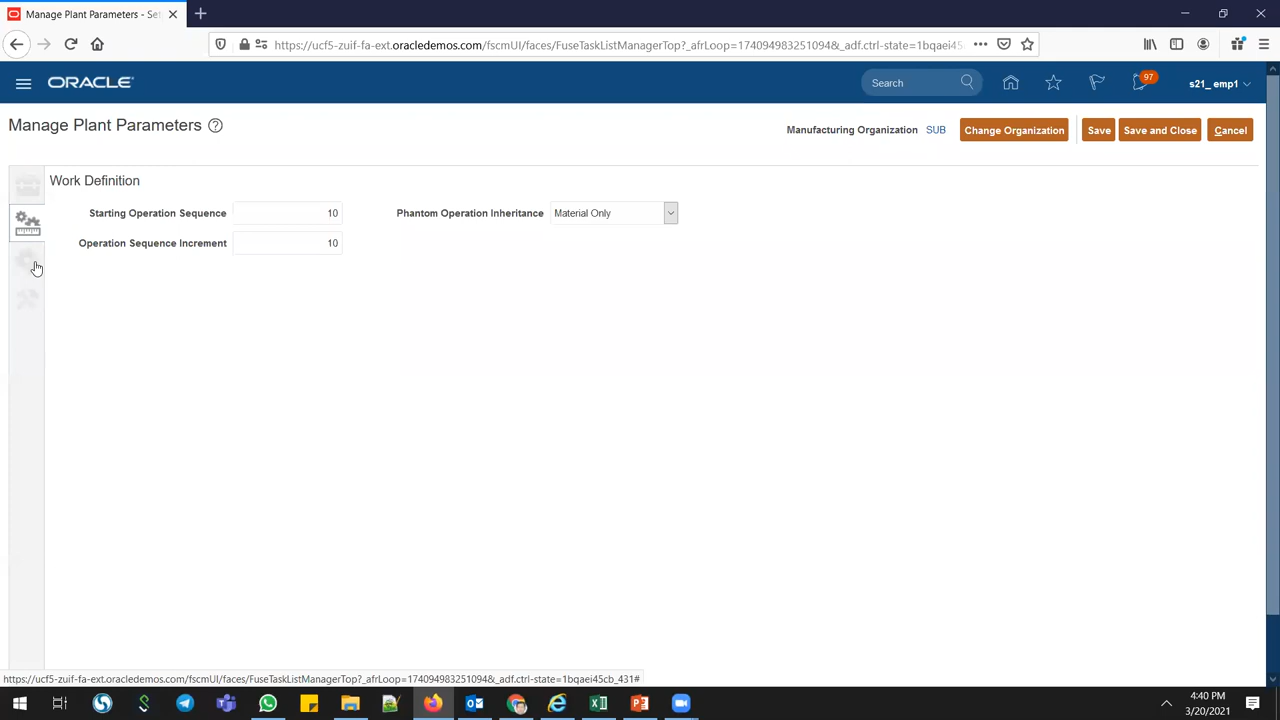 Manage Plant Parameters - Set
https://ucf5-zuif-fa-ext.oracledemos.com/fscmUI/faces/FuseTaskListManagerTop?_afrLoop=174094983251094&_adf.ctrl-state=1bqaei45
ORACLE
Search
97
s21_ emp1
Manage Plant Parameters
Manufacturing Organization SUB Change Organization Save Save and Close Cancel
Work Definition
Starting Operation Sequence 10 Phantom Operation Inheritance Material Only
Operation Sequence Increment 10
https://ucf5-zuif-fa-ext.oracledemos.com/fscmUI/faces/FuseTaskListManagerTop?_afrLoop=174094983251094&_adf.ctrl-state=1bqaei45cb_431#
4:40 PM
3/20/2021